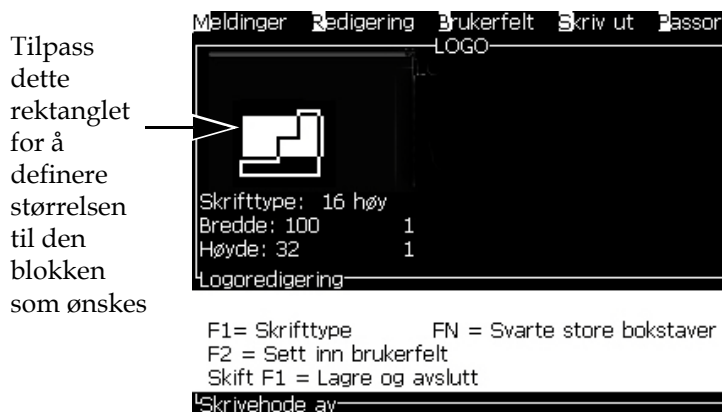 Meldinger Redigering Brukerfelt Skriv ut Passor
LOGO
Tilpass
dette
rektanglet
for å
definere
størrelsen
til den
blokken
som ønskes
Skrifttype: 16 høy
Bredde: 100 1
Høyde: 32 1
Logoredigering
F1= Skrifttype FN = Svarte store bokstaver
F2 = Sett inn brukerfelt
Skift F1 = Lagre og avslutt
Skrivehode av